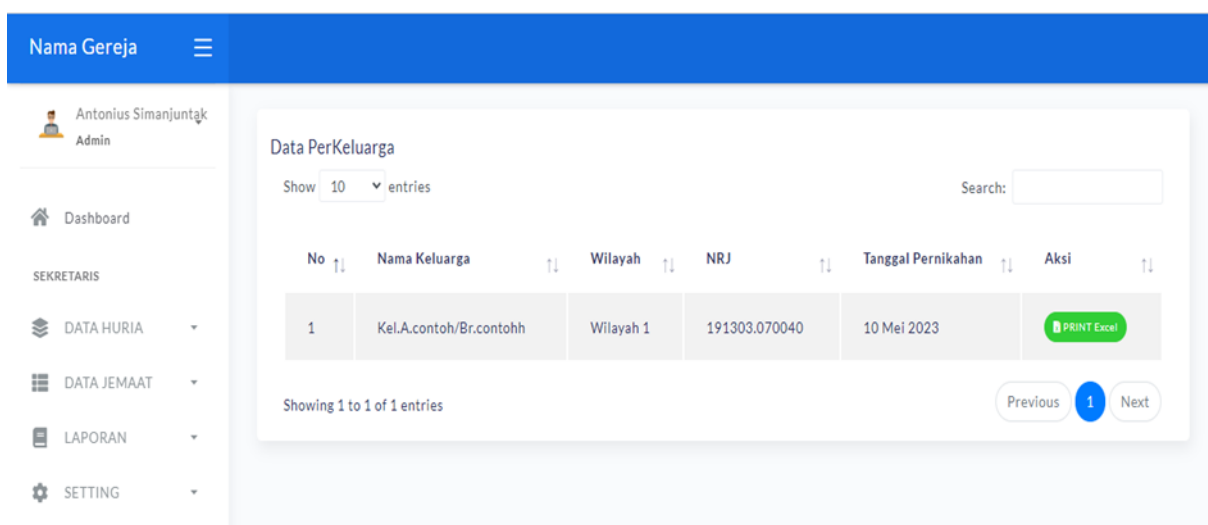 Nama Gereja
Antonius Simanjuntak
Admin
Dashboard
SEKRETARIS
DATA HURIA
DATA JEMAAT
LAPORAN
SETTING
Data PerKeluarga
Show 10 entries
Search:
No Nama Keluarga Wilayah NRJ Tanggal Pernikahan Aksi
1 Kel.A.contoh/Br.contohh Wilayah 1 191303.070040 10 Mei 2023 PRINT Excel
Showing 1 to 1 of 1 entries
Previous 1 Next